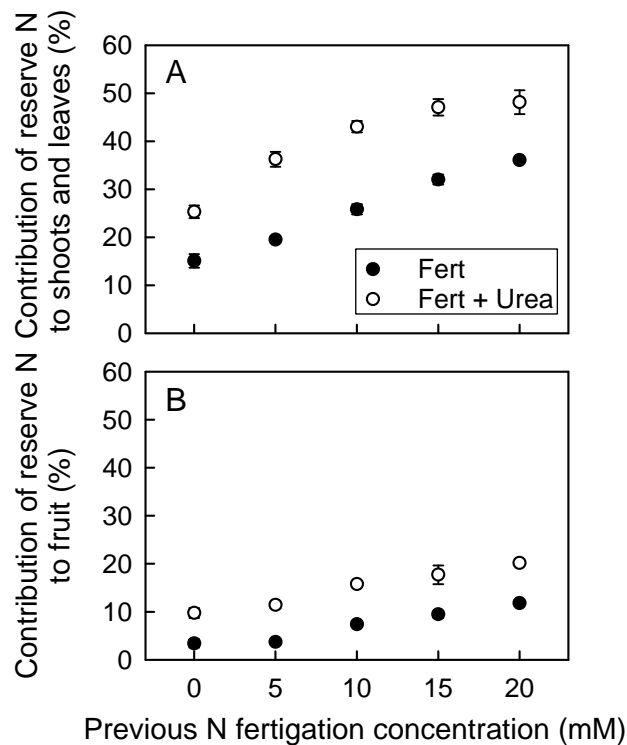 Contribution of reserve N
to shoots and leaves (%)
60
50
40
30
20
10
0
A
Fert
Fert + Urea
Contribution of reserve N
to fruit (%)
60
50
40
30
20
10
0
B
0 5 10 15 20
Previous N fertigation concentration (mM)